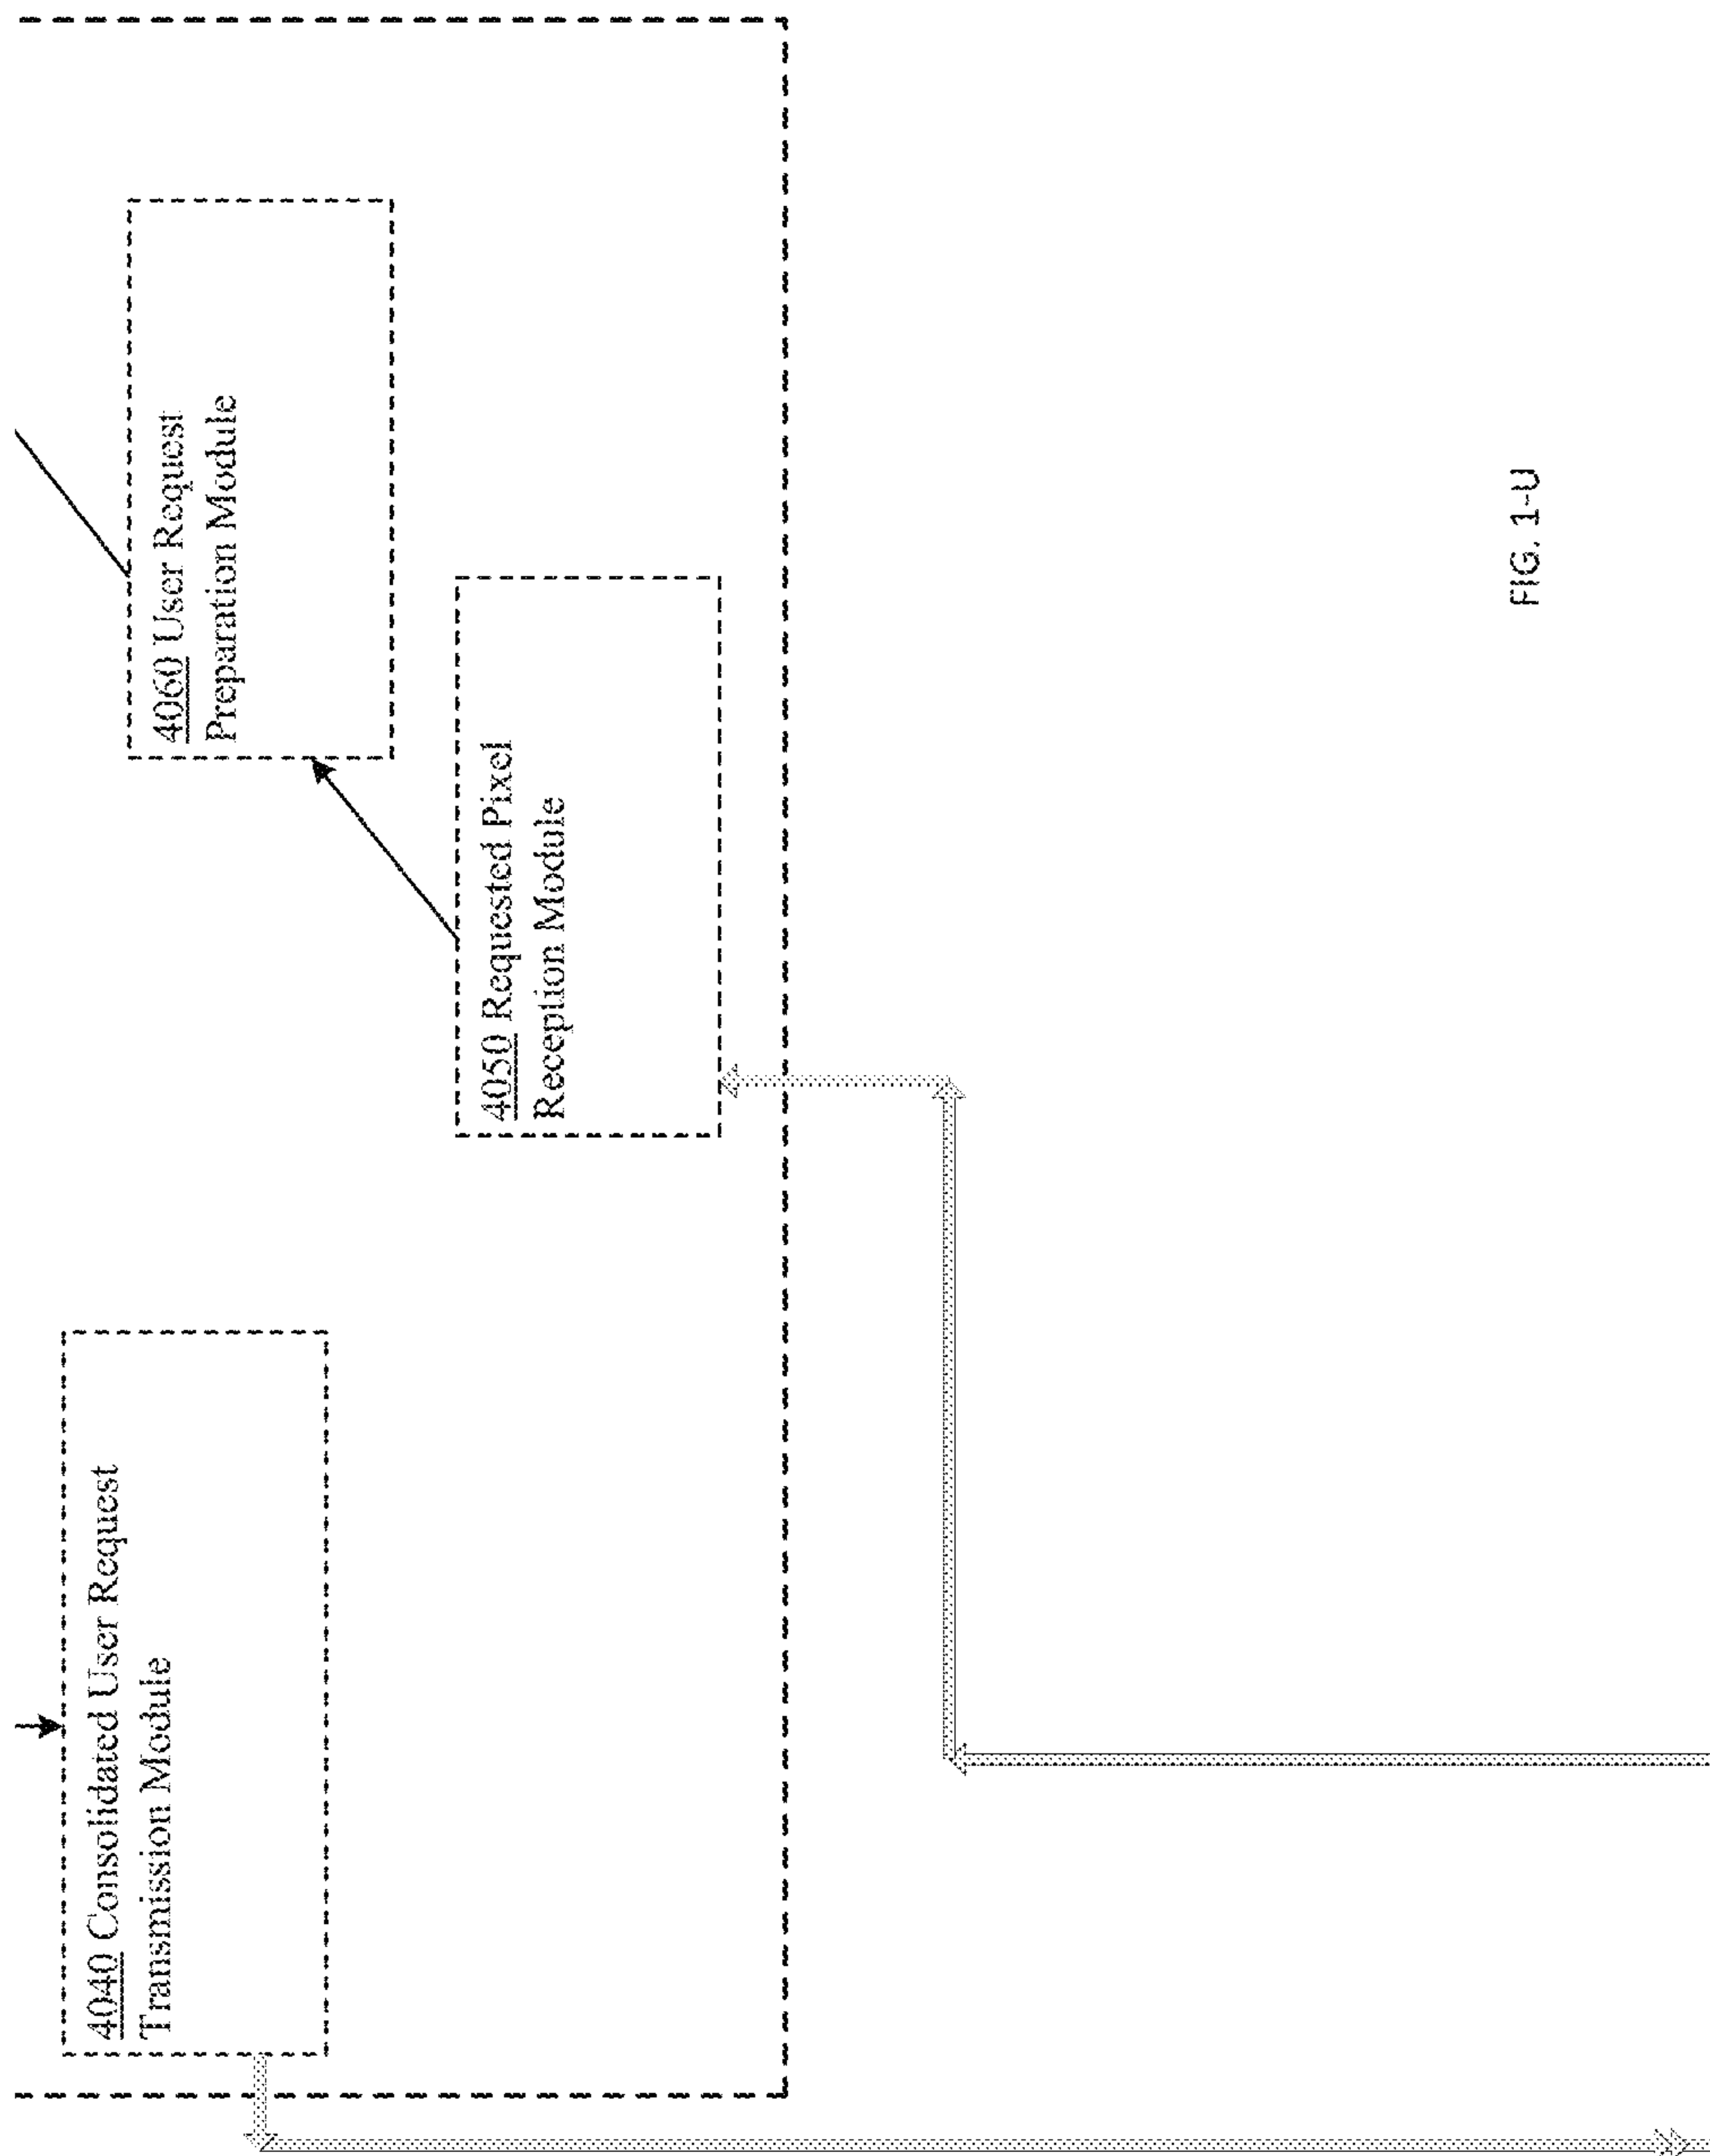 4040 Consolidated User Request
Transmission Module
4050 Requested Pixel
Reception Module
4060 User Request
Preparation Module
FIG. 1-U